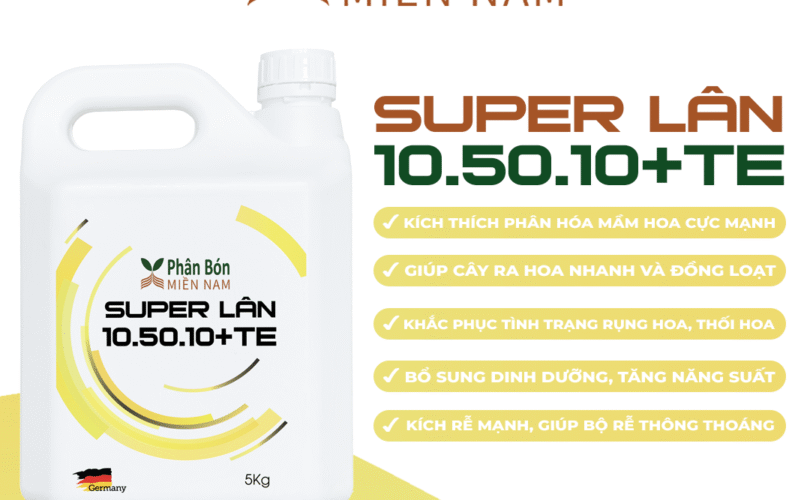 MIỀN NAM
SUPER LÂN
10.50.10+TE
✓ KÍCH THÍCH PHÂN HÓA MẦM HOA CỰC MẠNH
✓ GIÚP CÂY RA HOA NHANH VÀ ĐỒNG LOẠT
✓ KHẮC PHỤC TÌNH TRẠNG RỤNG HOA, THỐI HOA
✓ BỔ SUNG DINH DƯỠNG, TĂNG NĂNG SUẤT
✓ KÍCH RỄ MẠNH, GIÚP BỘ RỄ THÔNG THOÁNG
Phân Bón
MIỀN NAM
SUPER LÂN
10.50.10+TE
Germany
5Kg